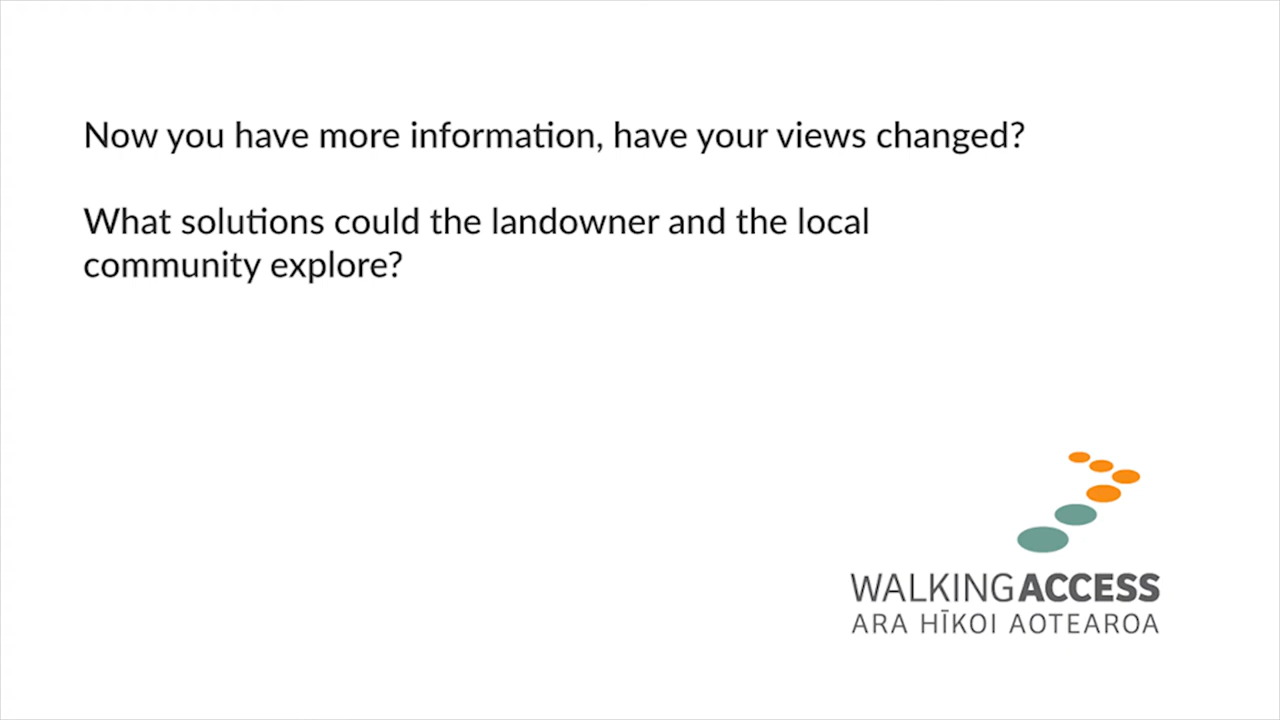 Now you have more information, have your views changed?
What solutions could the landowner and the local
community explore?
WALKINGACCESS
ARA HĪKOI AOTEAROA